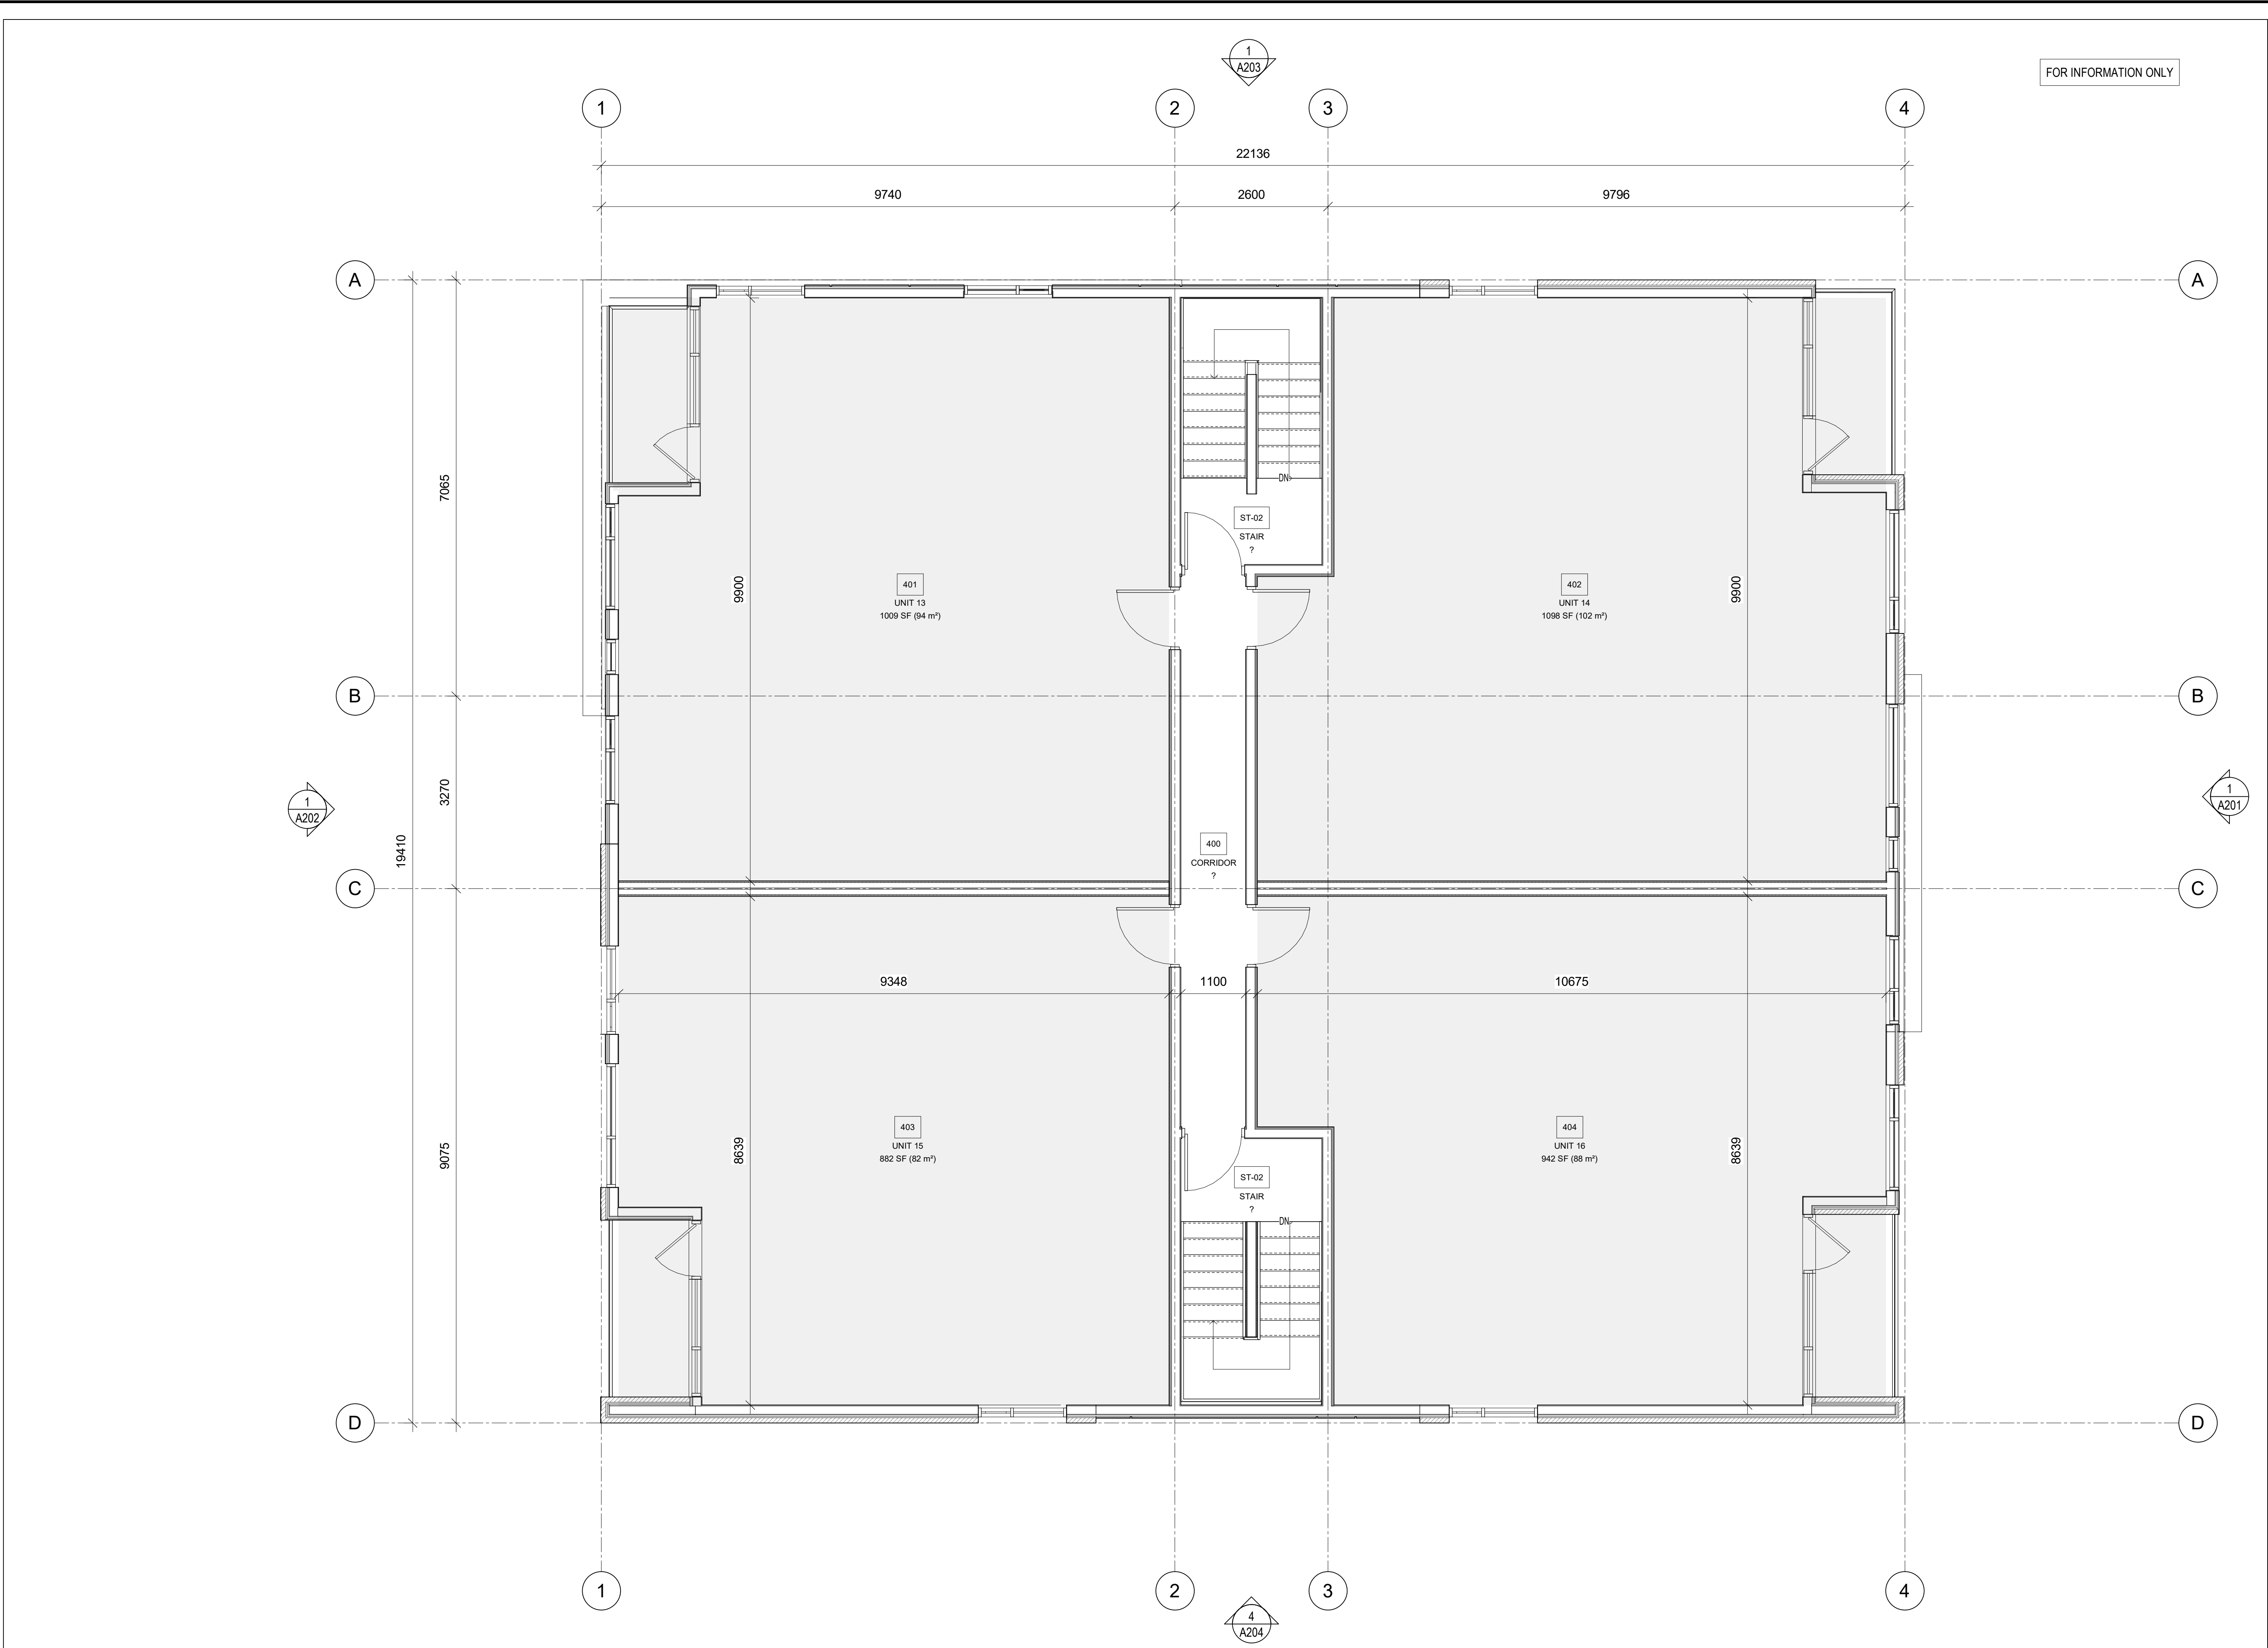 1
A203
FOR INFORMATION ONLY
1
2
3
4
22136
9740
2600
9796
A
A
7065
DN
ST-02
STAIR
?
9900
401
UNIT 13
1009 SF (94 m²)
402
UNIT 14
1098 SF (102 m²)
9900
B
B
3270
1
A202
1
A201
19410
400
CORRIDOR
?
C
C
9348
1100
10675
9075
8639
403
UNIT 15
882 SF (82 m²)
404
UNIT 16
942 SF (88 m²)
8639
ST-02
STAIR
?
DN
D
D
1
2
3
4
4
A204